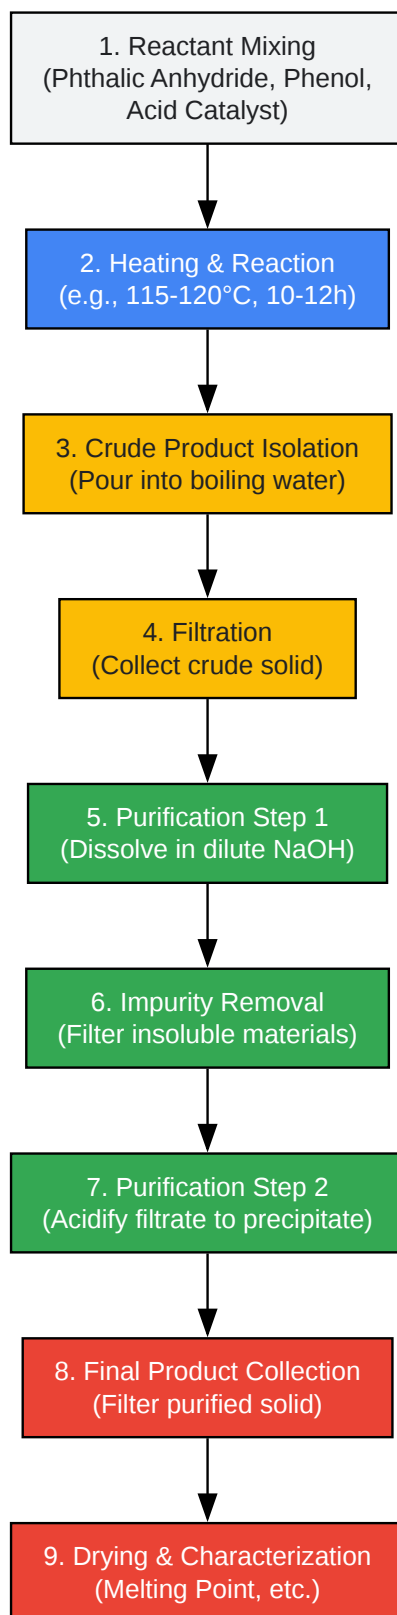 1. Reactant Mixing
(Phthalic Anhydride, Phenol,
Acid Catalyst)
2. Heating & Reaction
(e.g., 115-120°C, 10-12h)
3. Crude Product Isolation
(Pour into boiling water)
4. Filtration
(Collect crude solid)
5. Purification Step 1
(Dissolve in dilute NaOH)
6. Impurity Removal
(Filter insoluble materials)
7. Purification Step 2
(Acidify filtrate to precipitate)
8. Final Product Collection
(Filter purified solid)
9. Drying & Characterization
(Melting Point, etc.)